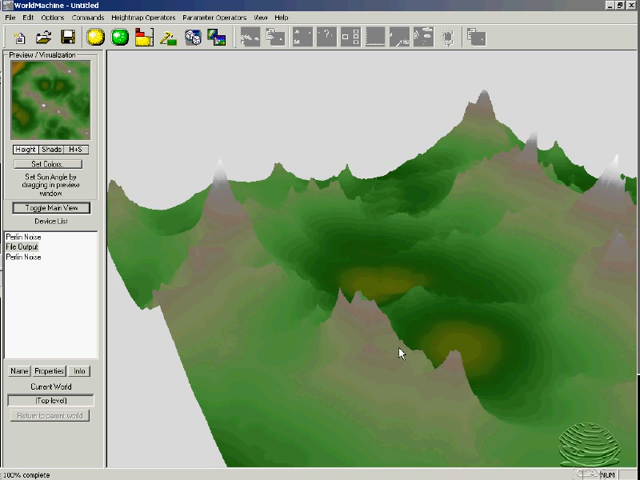 WorldMachine - Untitled
File Edit Options Commands Heightmap Operators Parameter Operators View Help
Preview / Visualization
Height Shade H+S
Set Colors..
Set Sun Angle by
dragging in preview
window
Toggle Main View
Device List
Perlin Noise
File Output
Perlin Noise
Name Properties Info
Current World
(Top level)
Return to parent world
100% complete
NUM